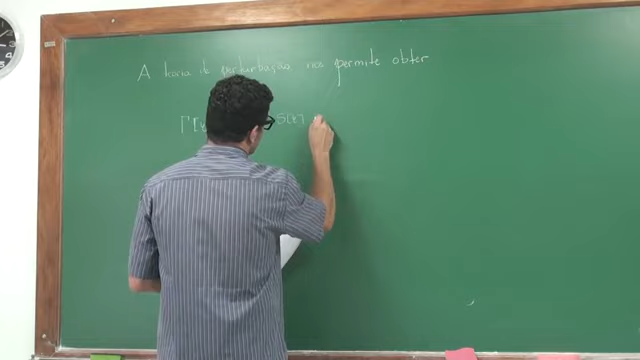 A teoria de perturbação nos permite obter
Γ[ S[φ]